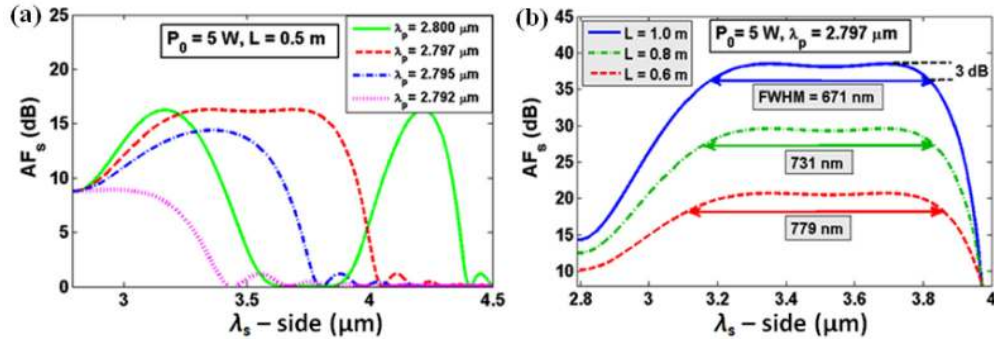 (a)
P₀ = 5 W, L = 0.5 m
λₚ = 2.800 μm
λₚ = 2.797 μm
λₚ = 2.795 μm
λₚ = 2.792 μm
AFₛ (dB)
25
20
15
10
5
0
3
3.5
4
4.5
λₛ – side (μm)
(b)
L = 1.0 m
L = 0.8 m
L = 0.6 m
P₀ = 5 W, λₚ = 2.797 μm
3 dB
FWHM = 671 nm
731 nm
779 nm
AFₛ (dB)
45
40
35
30
25
20
15
10
2.8
3
3.2
3.4
3.6
3.8
4
λₛ – side (μm)